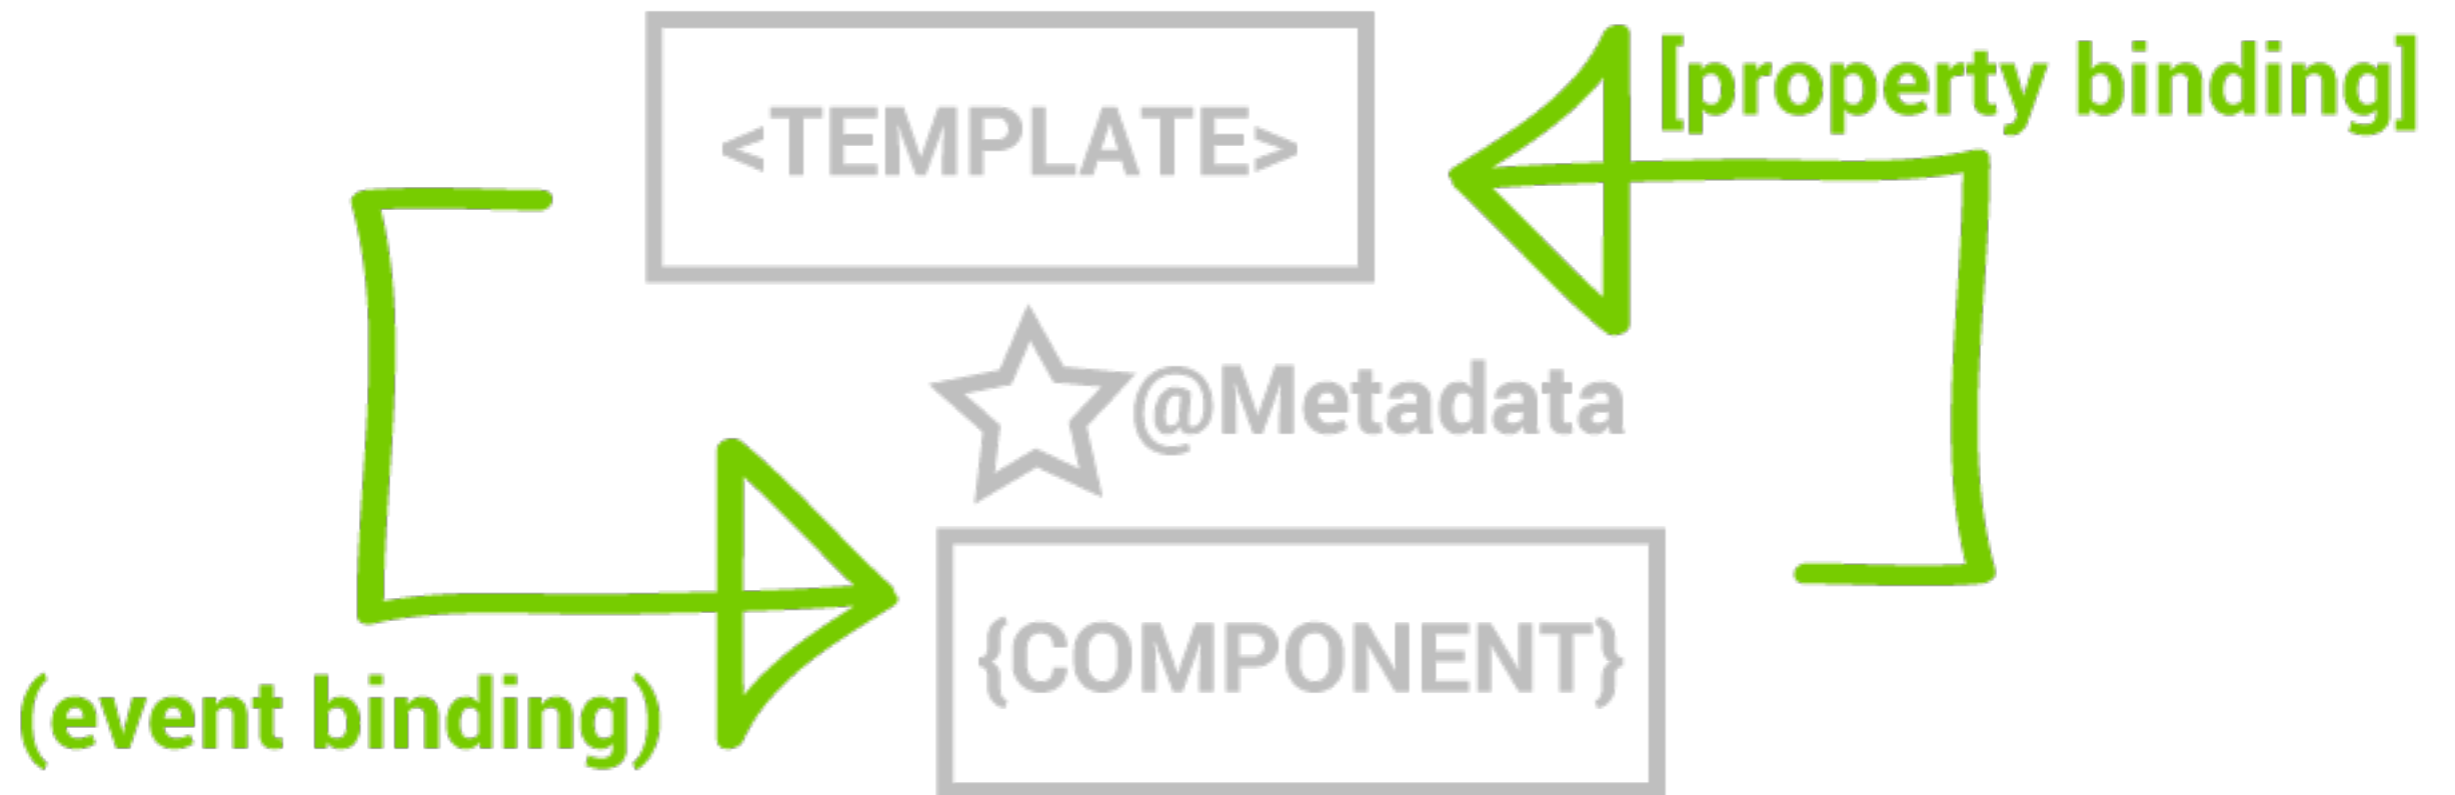 [property binding]
<TEMPLATE>
@Metadata
{COMPONENT}
(event binding)